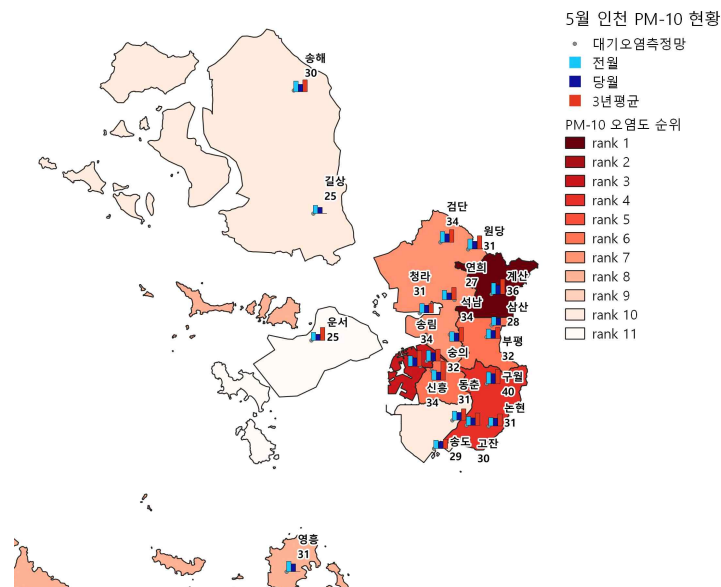 5월 인천 PM-10 현황
대기오염측정망
전월
당월
3년평균
PM-10 오염도 순위
rank 1
rank 2
rank 3
rank 4
rank 5
rank 6
rank 7
rank 8
rank 9
rank 10
rank 11
송해
30
길상
25
검단
34
원당
31
연희
27
계산
36
청라
31
석남
34
삼산
28
운서
25
송림
34
부평
32
숭의
32
신흥
34
동춘
31
구월
40
논현
31
송도
29
고잔
30
영흥
31